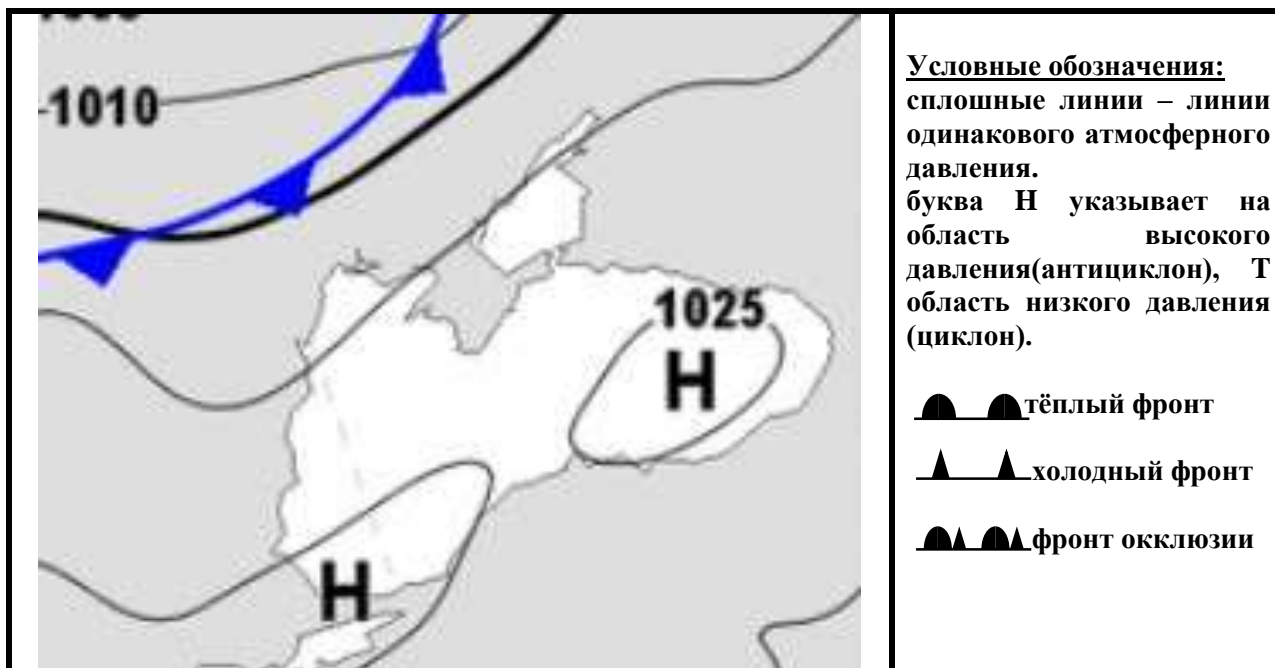 1010
1025
Н
Н
Условные обозначения:
сплошные линии – линии
одинакового атмосферного
давления.
буква Н указывает на
область высокого
давления(антициклон), Т
область низкого давления
(циклон).
тёплый фронт
холодный фронт
фронт окклюзии